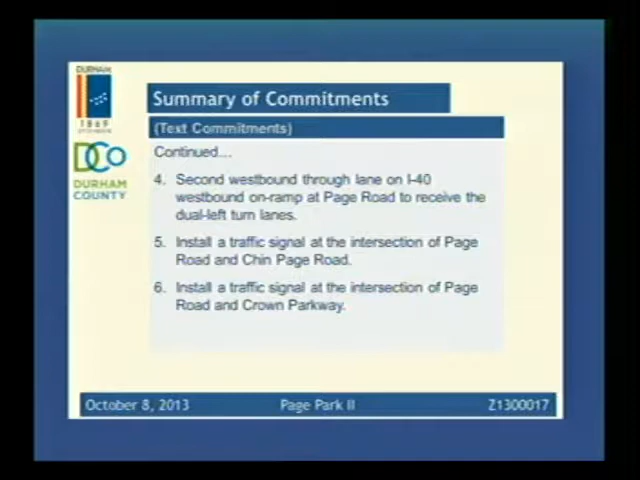 DURHAM
1869
Summary of Commitments
(Text Commitments)
DCO
DURHAM
COUNTY
Continued...
4. Second westbound through lane on I-40
westbound on-ramp at Page Road to receive the
dual-left turn lanes.
5. Install a traffic signal at the intersection of Page
Road and Chin Page Road.
6. Install a traffic signal at the intersection of Page
Road and Crown Parkway.
October 8, 2013
Page Park II
Z1300017